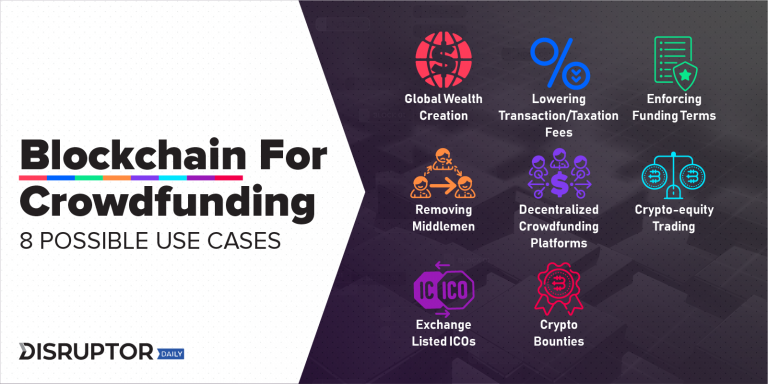 Blockchain For
Crowdfunding
8 POSSIBLE USE CASES
DISRUPTOR DAILY
Global Wealth
Creation
Lowering
Transaction/Taxation
Fees
Enforcing
Funding Terms
Removing
Middlemen
Decentralized
Crowdfunding
Platforms
Crypto-equity
Trading
IC ICO
Exchange
Listed ICOs
Crypto
Bounties